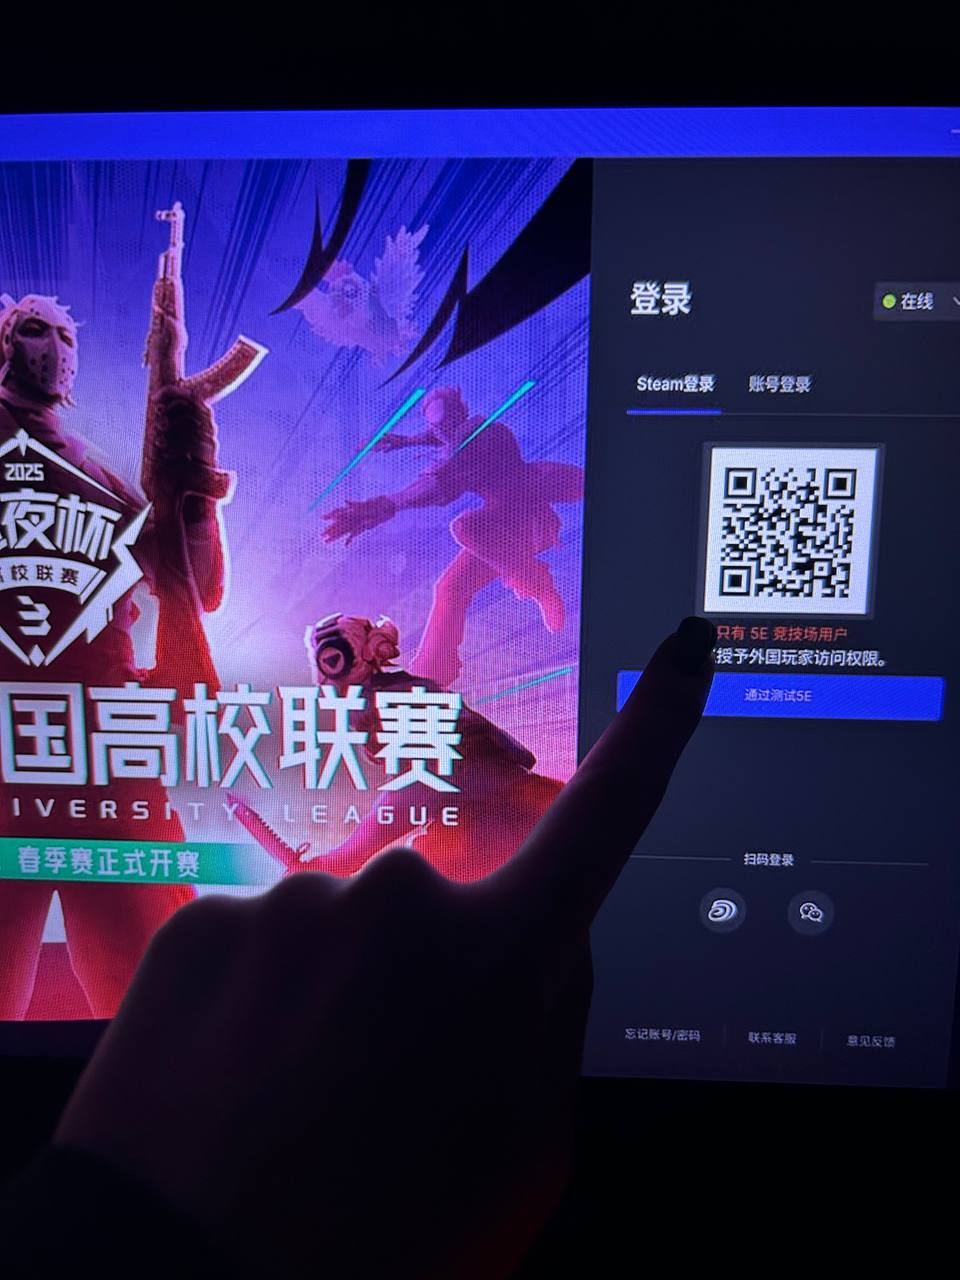 登录
在线
Steam登录
账号登录
2025
夜杯
校联赛
3
国高校联赛
IVERSITY LEAGUE
春季赛正式开赛
只有 5E 竞技场用户
授予外国玩家访问权限。
通过测试5E
扫码登录
忘记账号/密码
联系客服
意见反馈